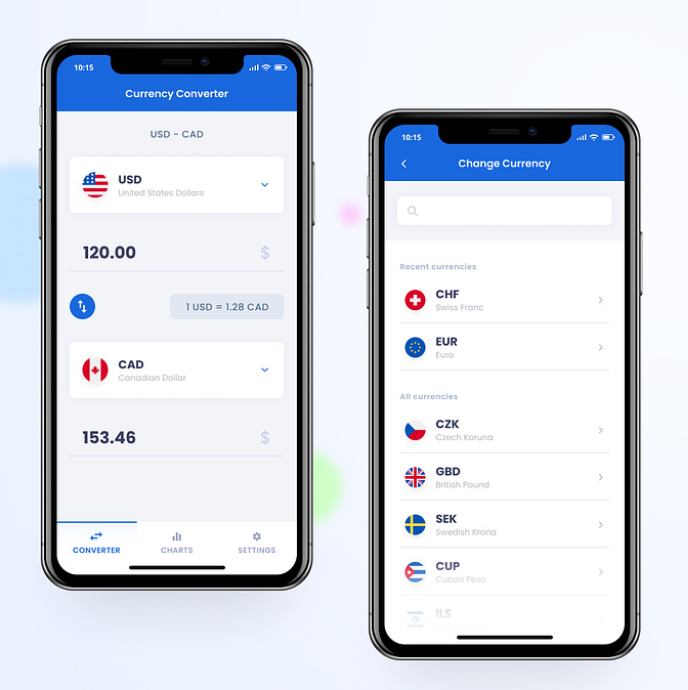 10:15
Currency Converter
USD - CAD
USD
United States Dollars
120.00 $
1 USD = 1.28 CAD
CAD
Canadian Dollar
153.46 $
CONVERTER CHARTS SETTINGS
10:15
Change Currency
Recent currencies
CHF
Swiss Franc
EUR
Euro
All currencies
CZK
Czech Koruna
GBD
British Pound
SEK
Swedish Krona
CUP
Cuban Peso
ILS